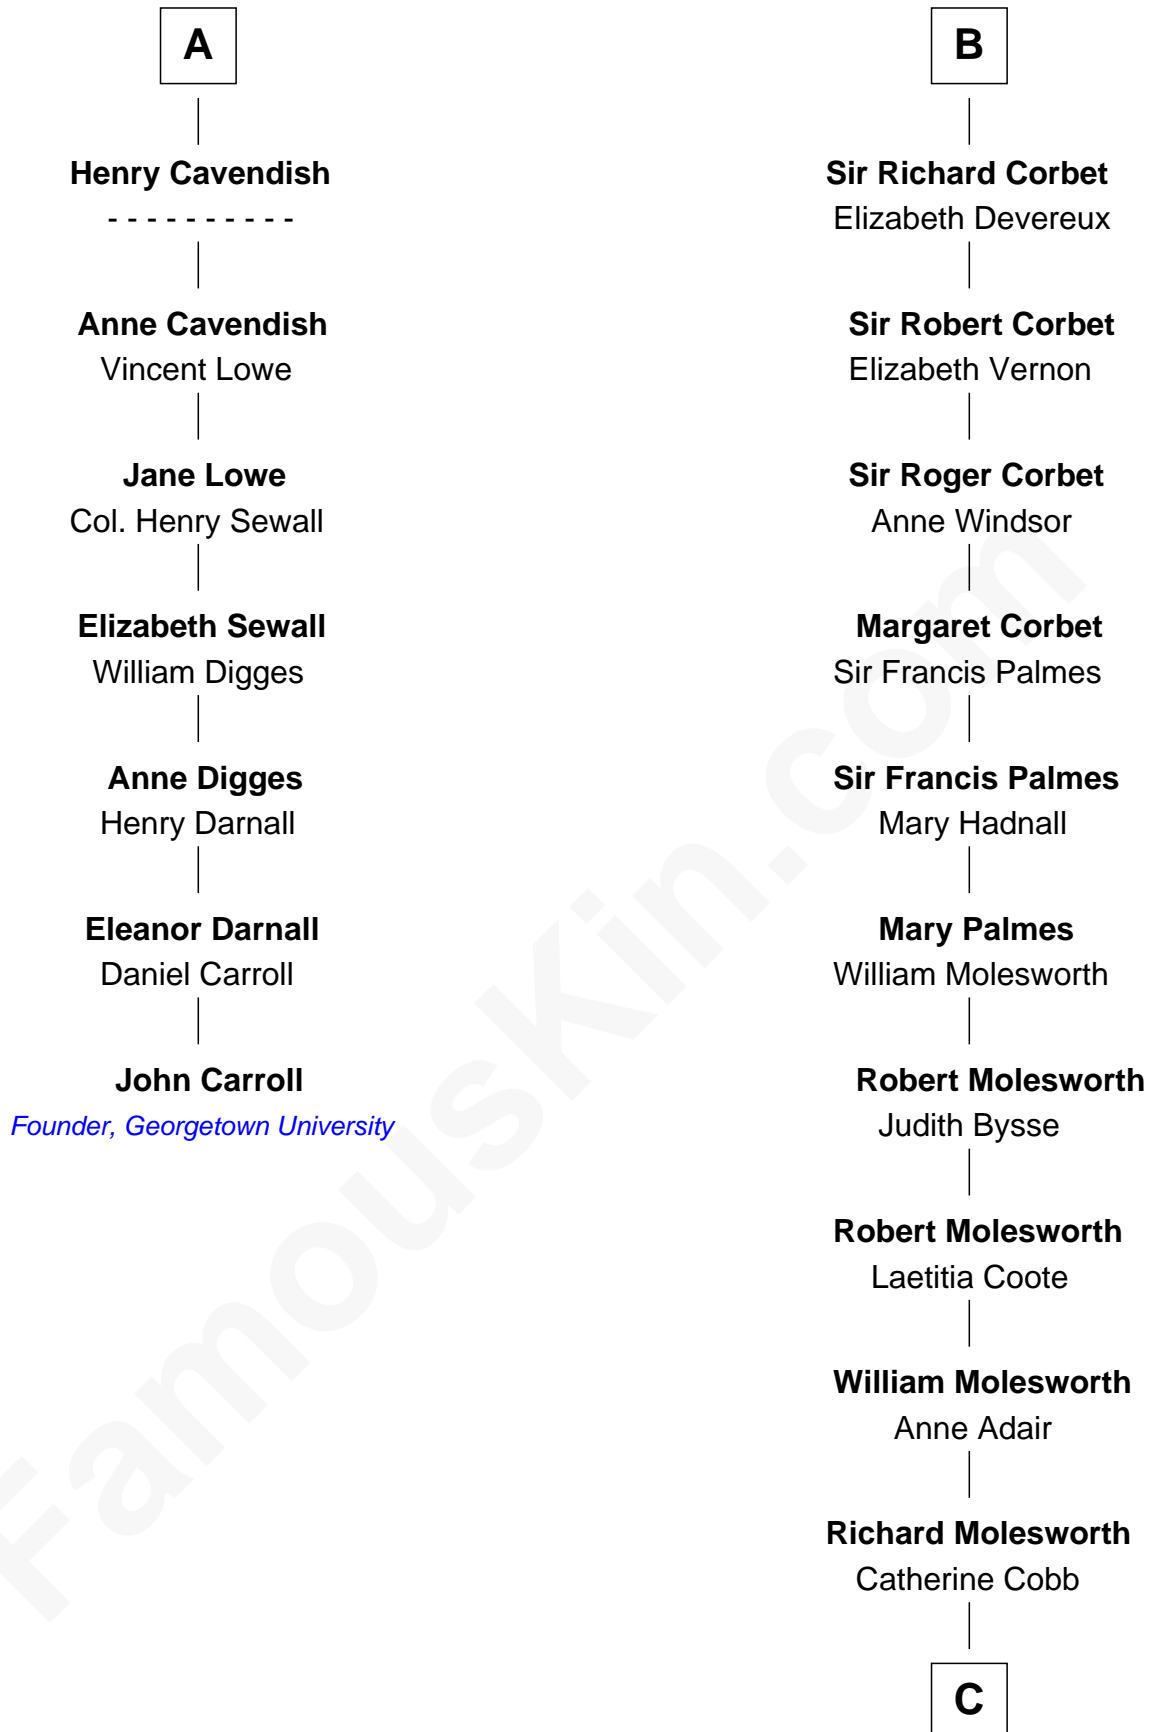 A
Henry Cavendish
- - - - - - - - - -
Anne Cavendish
Vincent Lowe
Jane Lowe
Col. Henry Sewall
Elizabeth Sewall
William Digges
Anne Digges
Henry Darnall
Eleanor Darnall
Daniel Carroll
John Carroll
Founder, Georgetown University
B
Sir Richard Corbet
Elizabeth Devereux
Sir Robert Corbet
Elizabeth Vernon
Sir Roger Corbet
Anne Windsor
Margaret Corbet
Sir Francis Palmes
Sir Francis Palmes
Mary Hadnall
Mary Palmes
William Molesworth
Robert Molesworth
Judith Bysse
Robert Molesworth
Laetitia Coote
William Molesworth
Anne Adair
Richard Molesworth
Catherine Cobb
C
FamousKin.com